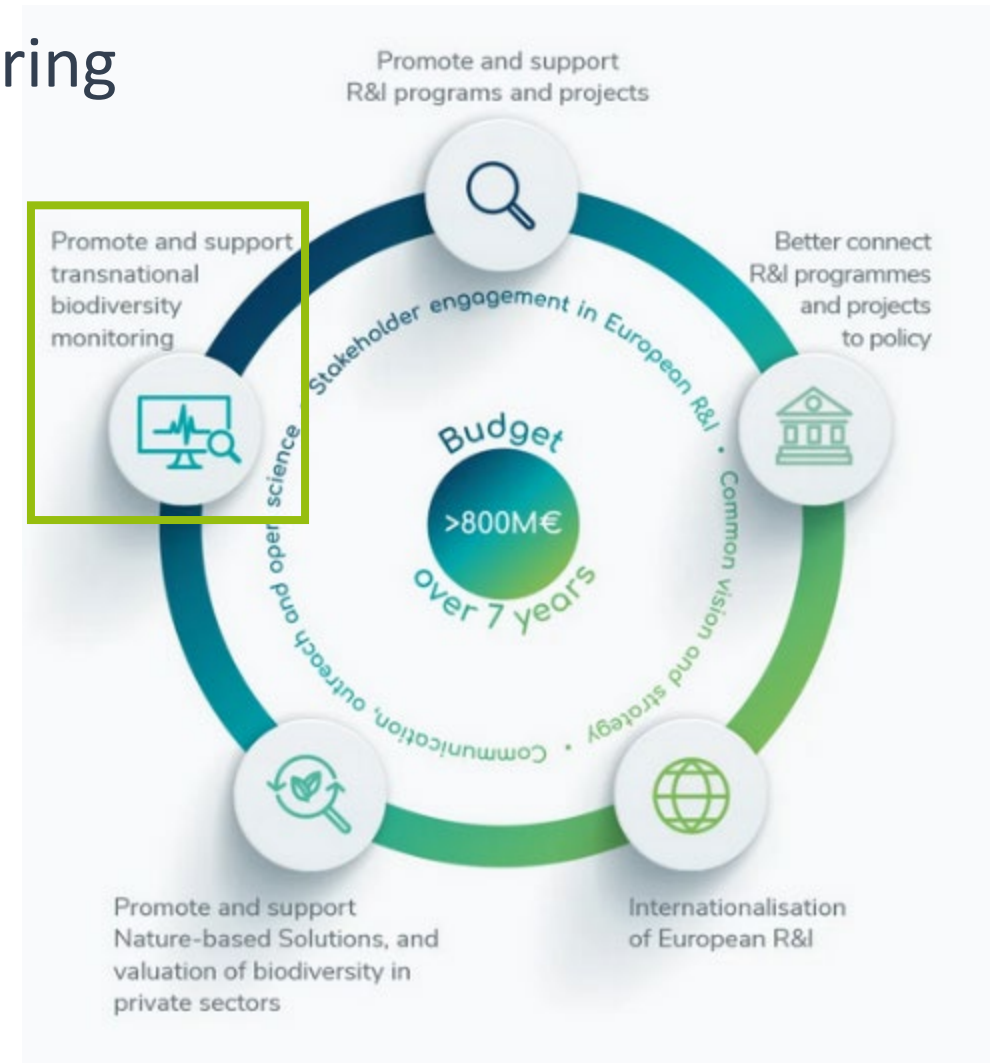 ring
Promote and support
R&I programs and projects
Promote and support
transnational
biodiversity
monitoring
Better connect
R&I programmes
and projects
to policy
Stakeholder engagement in European R&I • Common vision and strategy • Communication, outreach and open science •
Budget
>800M€
over 7 years
Promote and support
Nature-based Solutions, and
valuation of biodiversity in
private sectors
Internationalisation
of European R&I